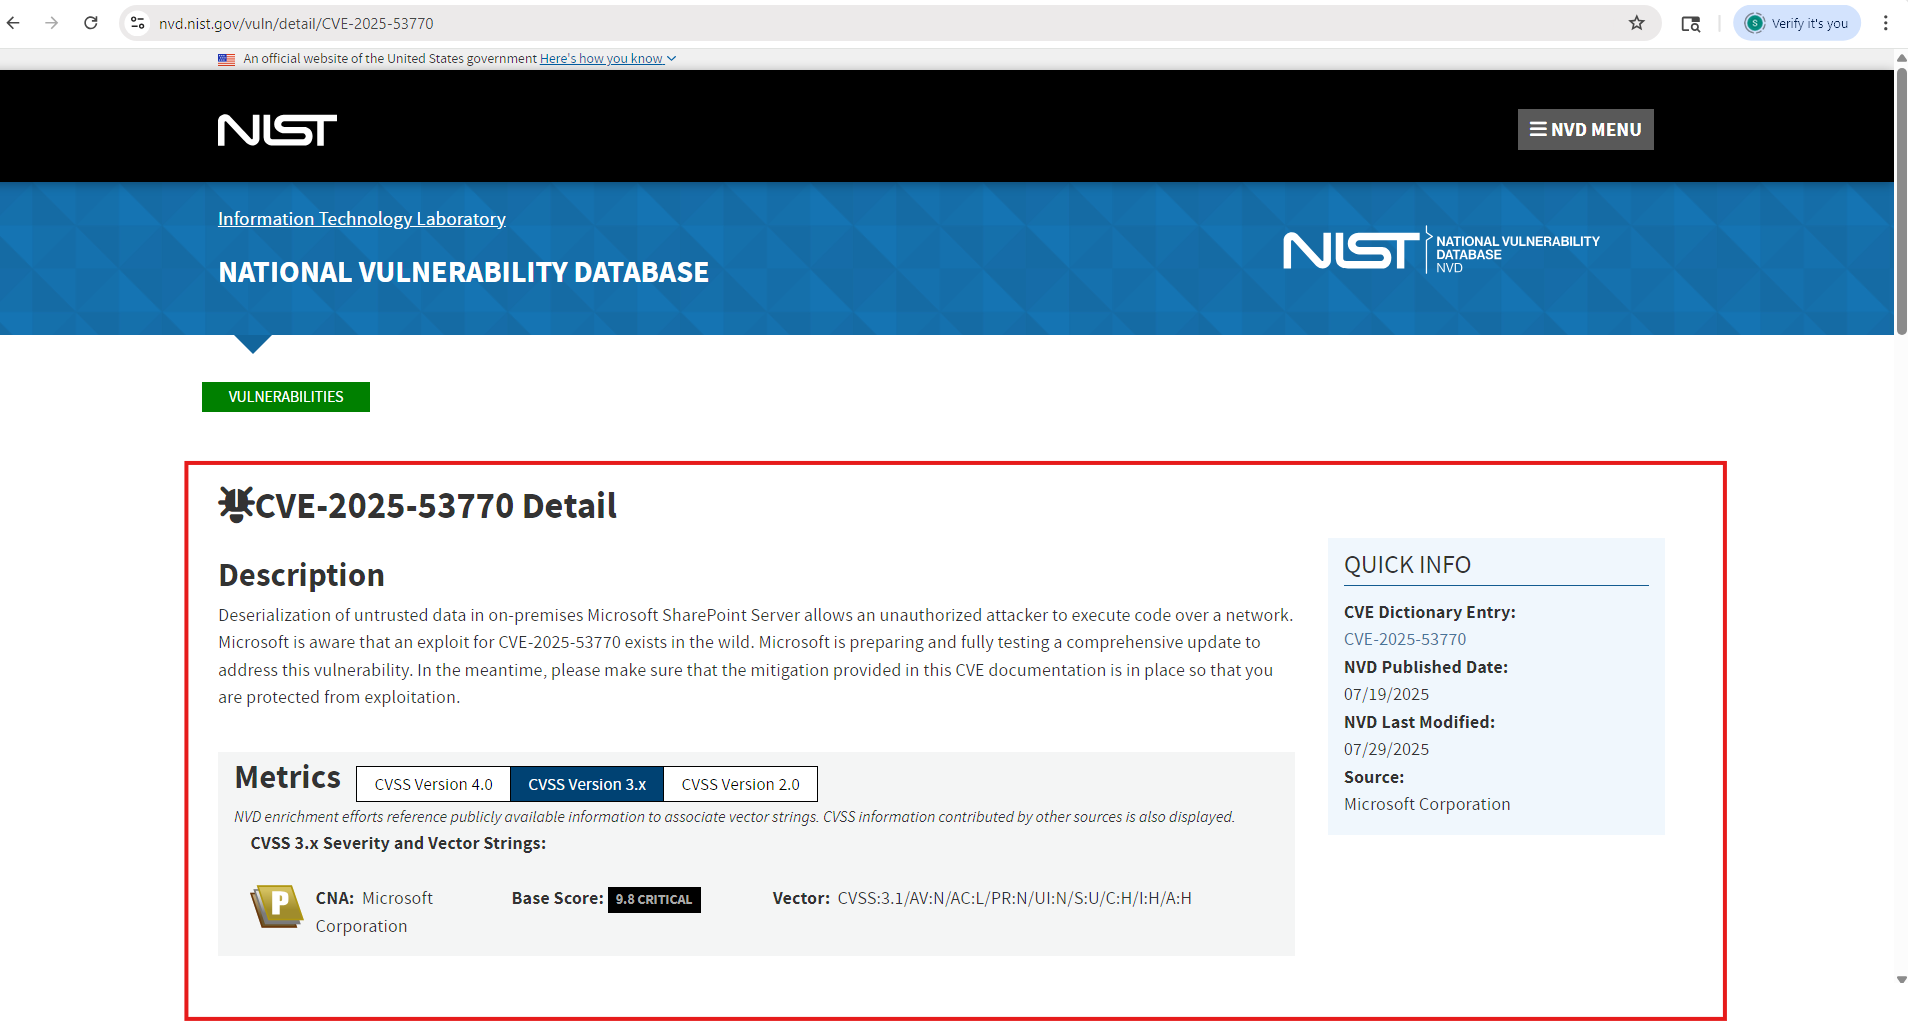 nvd.nist.gov/vuln/detail/CVE-2025-53770
S Verify it's you
An official website of the United States government Here's how you know
NIST
NVD MENU
Information Technology Laboratory
NATIONAL VULNERABILITY DATABASE
NIST NATIONAL VULNERABILITY
DATABASE
NVD
VULNERABILITIES
CVE-2025-53770 Detail
Description
Deserialization of untrusted data in on-premises Microsoft SharePoint Server allows an unauthorized attacker to execute code over a network.
Microsoft is aware that an exploit for CVE-2025-53770 exists in the wild. Microsoft is preparing and fully testing a comprehensive update to
address this vulnerability. In the meantime, please make sure that the mitigation provided in this CVE documentation is in place so that you
are protected from exploitation.
Metrics CVSS Version 4.0 CVSS Version 3.x CVSS Version 2.0
NVD enrichment efforts reference publicly available information to associate vector strings. CVSS information contributed by other sources is also displayed.
CVSS 3.x Severity and Vector Strings:
P CNA: Microsoft
Corporation
Base Score: 9.8 CRITICAL
Vector: CVSS:3.1/AV:N/AC:L/PR:N/UI:N/S:U/C:H/I:H/A:H
QUICK INFO
CVE Dictionary Entry:
CVE-2025-53770
NVD Published Date:
07/19/2025
NVD Last Modified:
07/29/2025
Source:
Microsoft Corporation